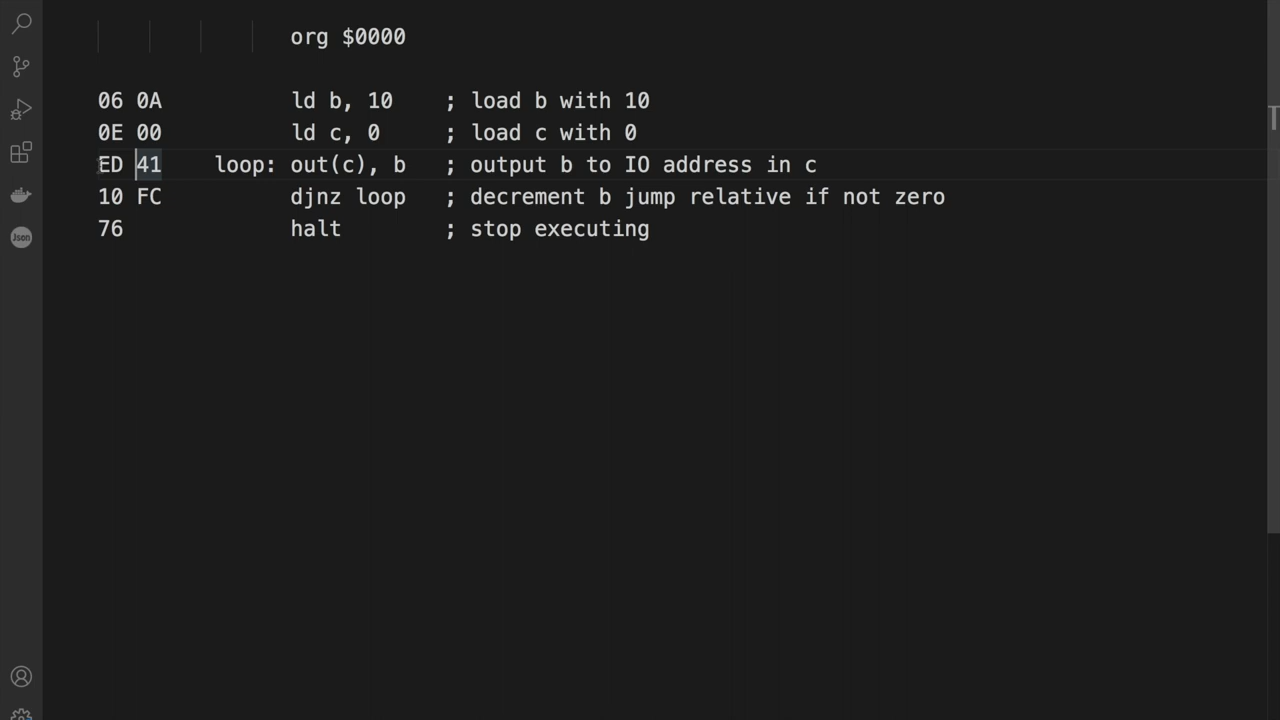 org $0000
06 0A ld b, 10 ; load b with 10
0E 00 ld c, 0 ; load c with 0
ED 41 loop: out(c), b ; output b to IO address in c
10 FC djnz loop ; decrement b jump relative if not zero
76 halt ; stop executing
Json